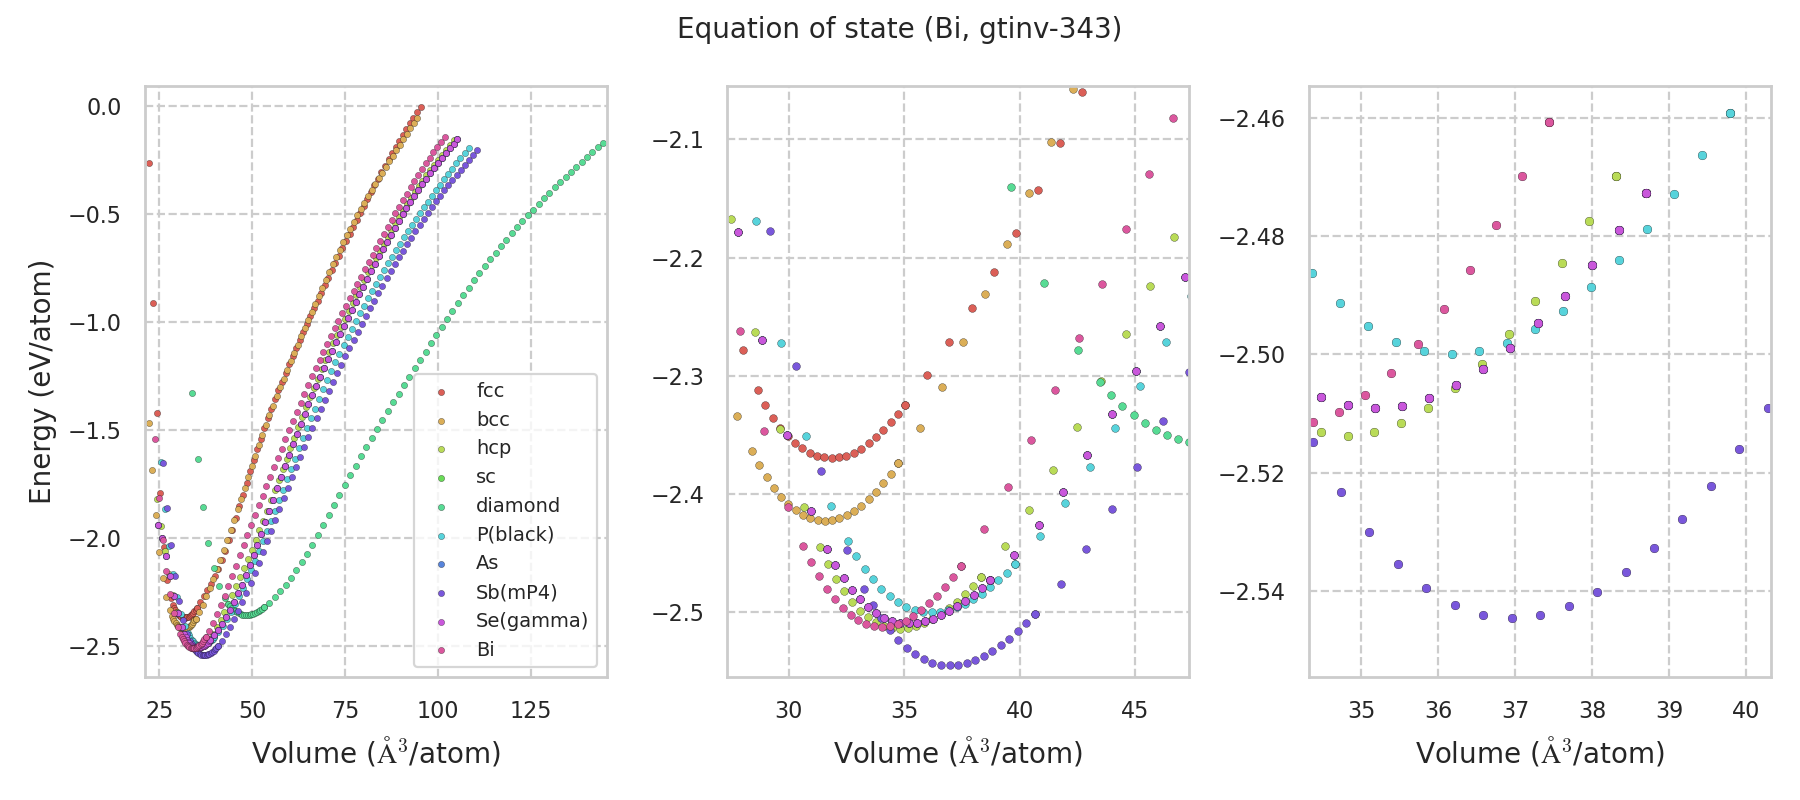 Equation of state (Bi, gtinv-343)
Energy (eV/atom)
0.0
−0.5
−1.0
−1.5
−2.0
−2.5
25 50 75 100 125
Volume (Å³/atom)
fcc
bcc
hcp
sc
diamond
P(black)
As
Sb(mP4)
Se(gamma)
Bi
−2.1
−2.2
−2.3
−2.4
−2.5
30 35 40 45
Volume (Å³/atom)
−2.46
−2.48
−2.50
−2.52
−2.54
35 36 37 38 39 40
Volume (Å³/atom)